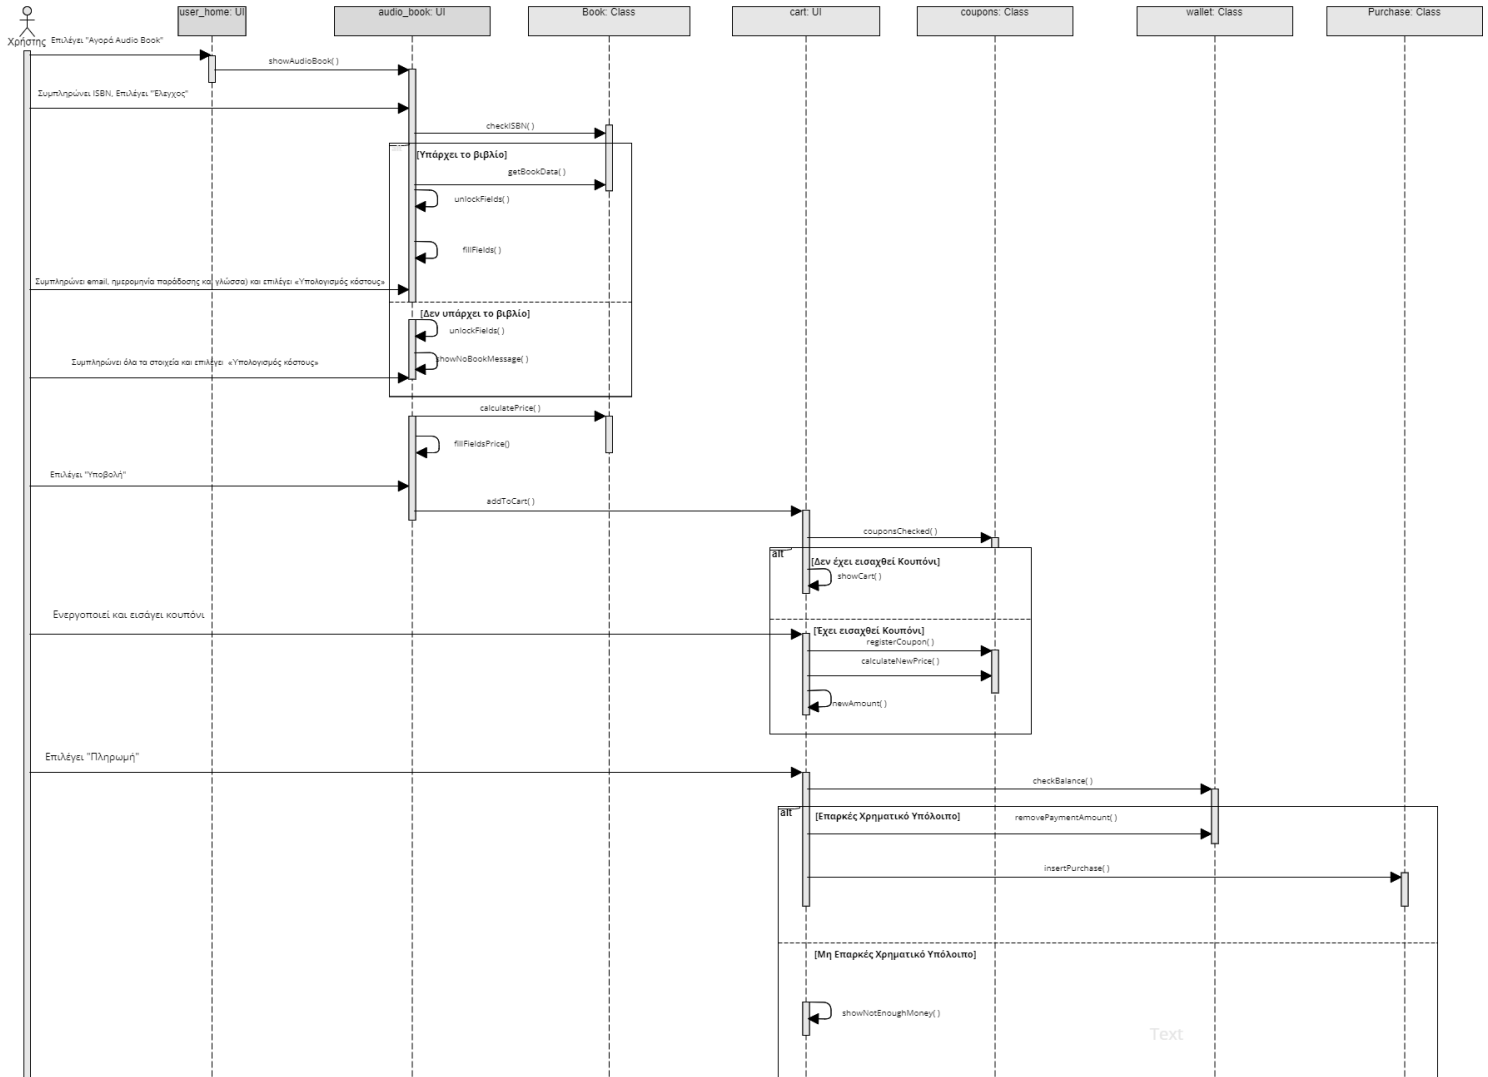 user_home: UI
audio_book: UI
Book: Class
cart: UI
coupons: Class
wallet: Class
Purchase: Class
Χρήστης
Επιλέγει "Αγορά Audio Book"
showAudioBook( )
Συμπληρώνει ISBN, Επιλέγει "Έλεγχος"
checkISBN( )
[Υπάρχει το βιβλίο]
getBookData( )
unlockFields( )
fillFields( )
Συμπληρώνει email, ημερομηνία παράδοσης και γλώσσα) και επιλέγει «Υπολογισμός κόστους»
[Δεν υπάρχει το βιβλίο]
unlockFields( )
showNoBookMessage( )
Συμπληρώνει όλα τα στοιχεία και επιλέγει «Υπολογισμός κόστους»
calculatePrice( )
fillFieldsPrice()
Επιλέγει "Υποβολή"
addToCart( )
couponsChecked( )
alt
[Δεν έχει εισαχθεί Κουπόνι]
showCart( )
Ενεργοποιεί και εισάγει κουπόνι
[Έχει εισαχθεί Κουπόνι]
registerCoupon( )
calculateNewPrice( )
newAmount( )
Επιλέγει "Πληρωμή"
checkBalance( )
alt
[Επαρκές Χρηματικό Υπόλοιπο]
removePaymentAmount( )
insertPurchase( )
[Μη Επαρκές Χρηματικό Υπόλοιπο]
showNotEnoughMoney( )
Text